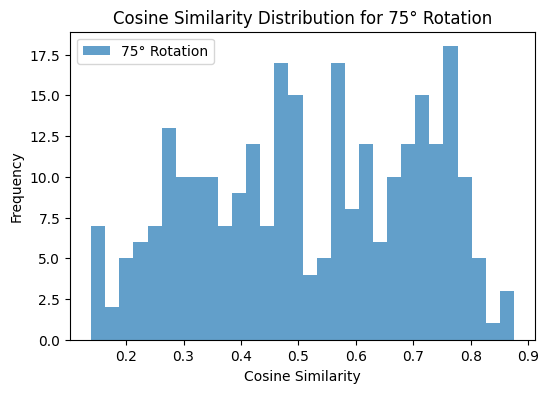 Cosine Similarity Distribution for 75° Rotation
75° Rotation
17.5
15.0
12.5
10.0
7.5
5.0
2.5
0.0
Frequency
0.2 0.3 0.4 0.5 0.6 0.7 0.8 0.9
Cosine Similarity